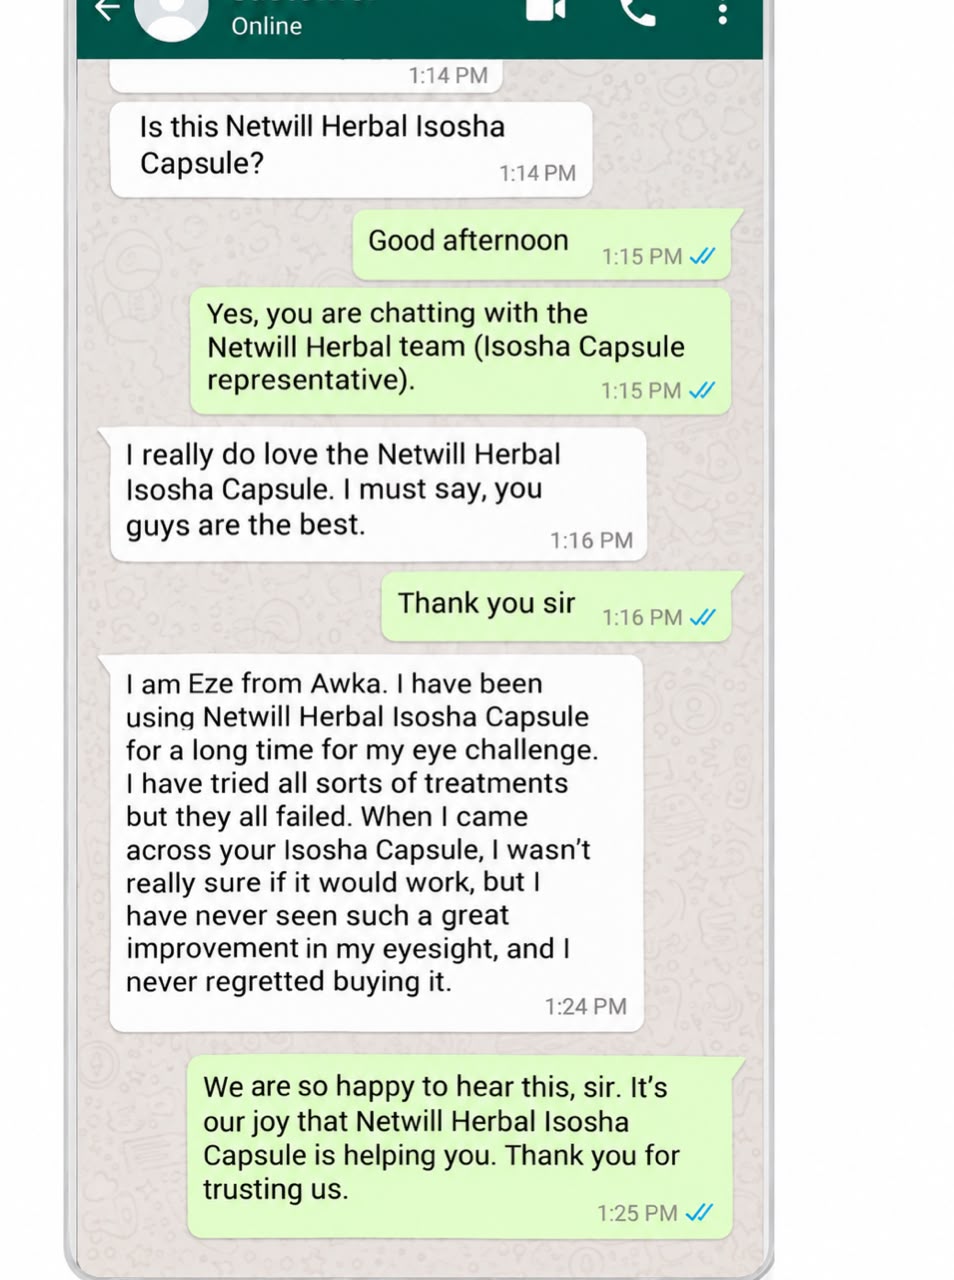 Online
1:14 PM
Is this Netwill Herbal Isosha
Capsule?
1:14 PM
Good afternoon
1:15 PM
Yes, you are chatting with the
Netwill Herbal team (Isosha Capsule
representative).
1:15 PM
I really do love the Netwill Herbal
Isosha Capsule. I must say, you
guys are the best.
1:16 PM
Thank you sir
1:16 PM
I am Eze from Awka. I have been
using Netwill Herbal Isosha Capsule
for a long time for my eye challenge.
I have tried all sorts of treatments
but they all failed. When I came
across your Isosha Capsule, I wasn't
really sure if it would work, but I
have never seen such a great
improvement in my eyesight, and I
never regretted buying it.
1:24 PM
We are so happy to hear this, sir. It's
our joy that Netwill Herbal Isosha
Capsule is helping you. Thank you for
trusting us.
1:25 PM